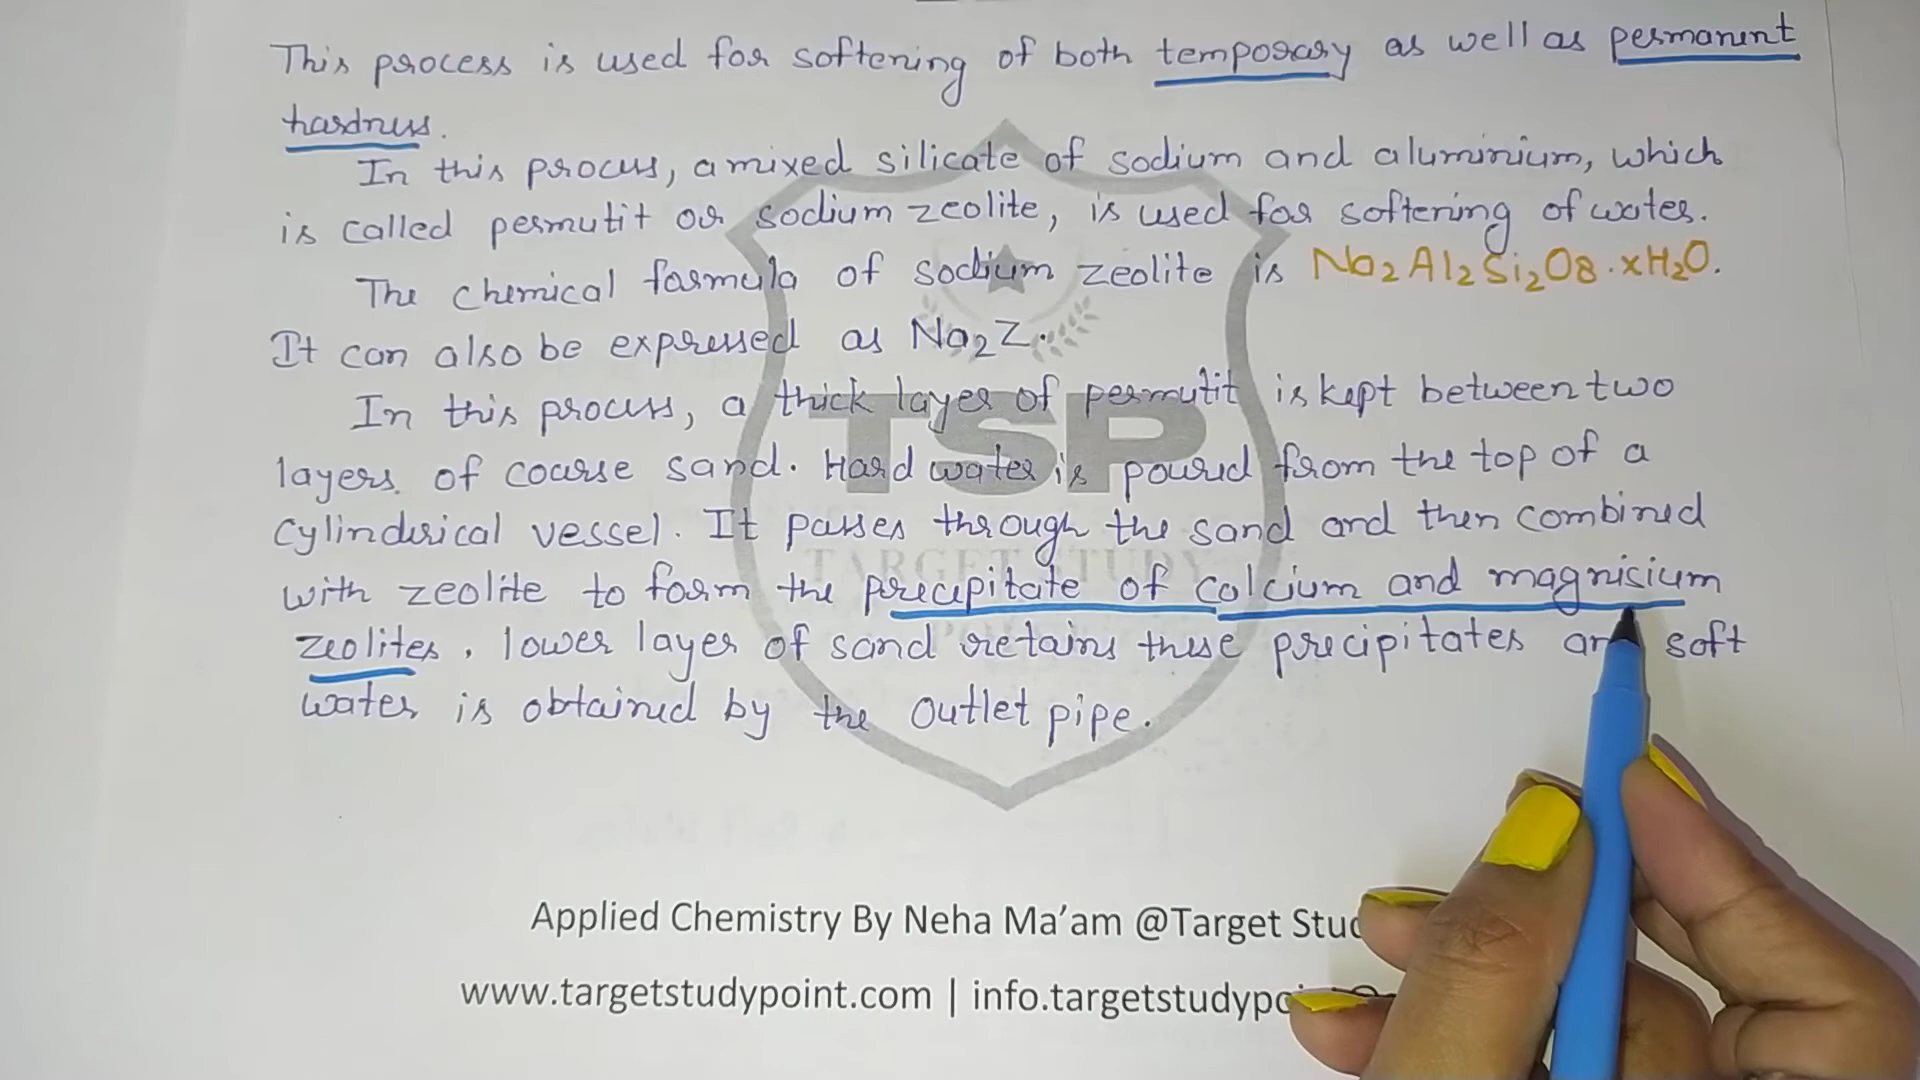 This process is used for softening of both temporary as well as permanent
hardness.
In this process, a mixed silicate of sodium and aluminium, which
is called permutit or sodium zeolite, is used for softening of water.
The chemical formula of sodium zeolite is Na2Al2Si2O8.xH2O.
It can also be expressed as Na2Z.
In this process, a thick layer of permutit is kept between two
layers of coarse sand. Hard water is poured from the top of a
cylindrical vessel. It passes through the sand and then combined
with zeolite to form the precipitate of calcium and magnisium
zeolites. lower layer of sand retains these precipitates soft
water is obtained by the outlet pipe.
TSP
TARGET STUDY
Applied Chemistry By Neha Ma'am @Target
www.targetstudypoint.com |